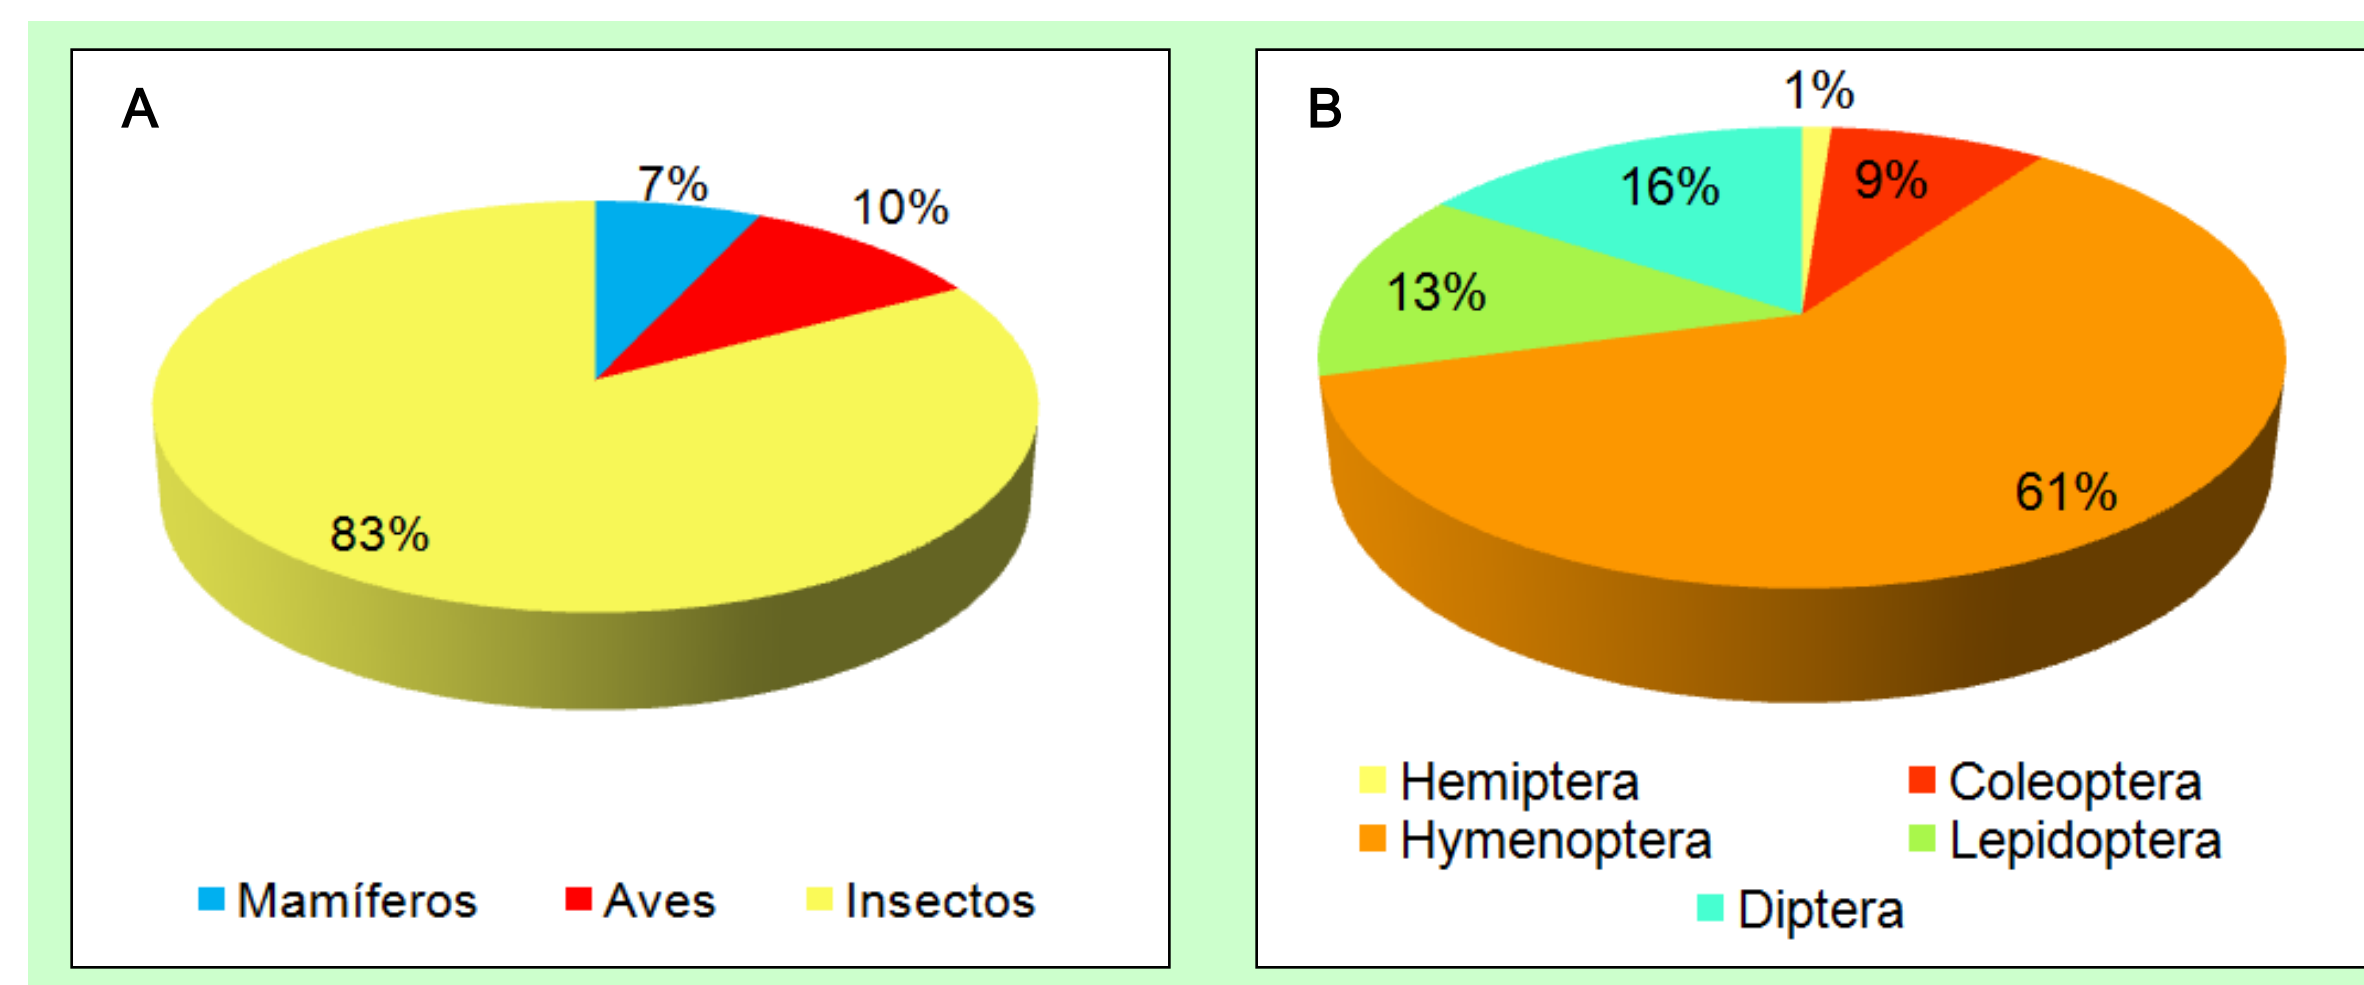 A
7%
10%
83%
Mamíferos Aves Insectos
B
1%
16%
9%
13%
61%
Hemiptera Coleoptera
Hymenoptera Lepidoptera
Diptera